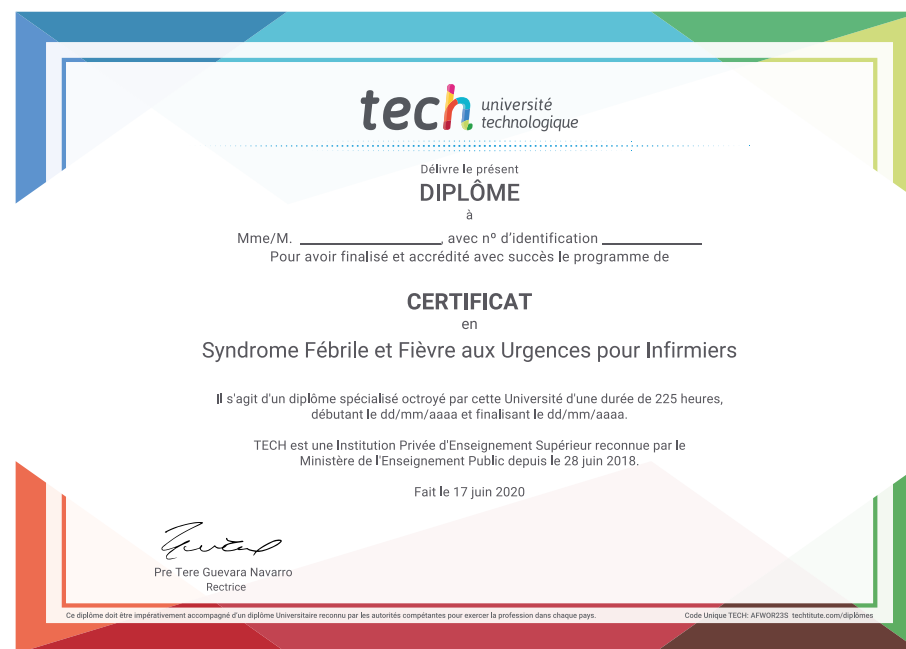 tech université
technologique
Délivre le présent
DIPLÔME
à
Mme/M. ____________________, avec nº d'identification ______________
Pour avoir finalisé et accrédité avec succès le programme de
CERTIFICAT
en
Syndrome Fébrile et Fièvre aux Urgences pour Infirmiers
Il s'agit d'un diplôme spécialisé octroyé par cette Université d'une durée de 225 heures,
débutant le dd/mm/aaaa et finalisant le dd/mm/aaaa.
TECH est une Institution Privée d'Enseignement Supérieur reconnue par le
Ministère de l'Enseignement Public depuis le 28 juin 2018.
Fait le 17 juin 2020
Pre Tere Guevara Navarro
Rectrice
Ce diplôme doit être impérativement accompagné d'un diplôme Universitaire reconnu par les autorités compétantes pour exercer la profession dans chaque pays.
Code Unique TECH: AFWOR23S techtitute.com/diplômes